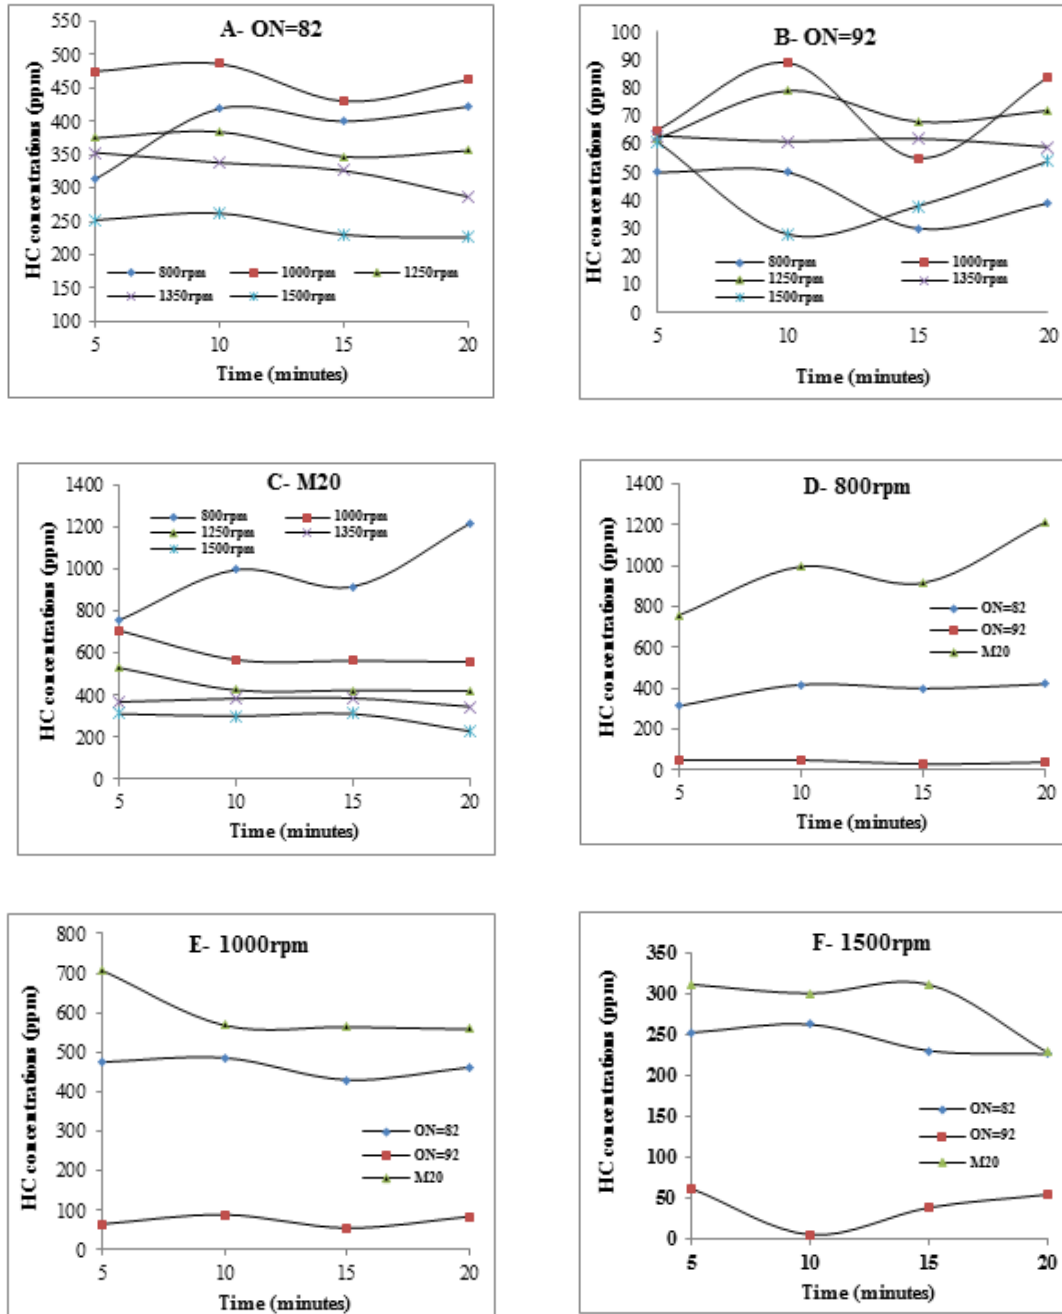 A- ON=82
HC concentrations (ppm)
550
500
450
400
350
300
250
200
150
100
800rpm 1000rpm 1250rpm
1350rpm 1500rpm
5 10 15 20
Time (minutes)
B- ON=92
HC concentrations (ppm)
100
90
80
70
60
50
40
30
20
10
0
800rpm 1000rpm
1250rpm 1350rpm
1500rpm
5 10 15 20
Time (minutes)
C- M20
HC concentrations (ppm)
1400
1200
1000
800
600
400
200
0
800rpm 1000rpm
1250rpm 1350rpm
1500rpm
5 10 15 20
Time (minutes)
D- 800rpm
HC concentrations (ppm)
1400
1200
1000
800
600
400
200
0
ON=82
ON=92
M20
5 10 15 20
Time (minutes)
E- 1000rpm
HC concentrations (ppm)
800
700
600
500
400
300
200
100
0
ON=82
ON=92
M20
5 10 15 20
Time (minutes)
F- 1500rpm
HC concentrations (ppm)
350
300
250
200
150
100
50
0
ON=82
ON=92
M20
5 10 15 20
Time (minutes)